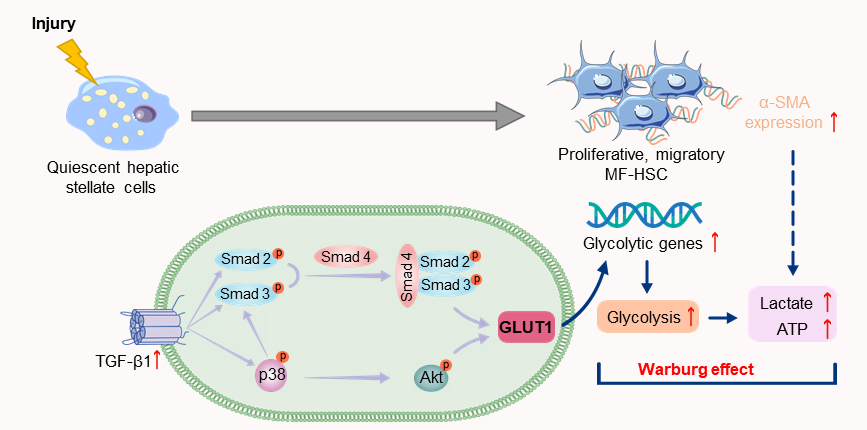 Injury
Quiescent hepatic
stellate cells
Proliferative, migratory
MF-HSC
α-SMA
expression
Glycolytic genes
Smad 2
p
Smad 3
p
Smad 4
Smad 4
Smad 2
p
Smad 3
p
TGF-β1
p38
p
Akt
p
GLUT1
Glycolysis
Lactate
ATP
Warburg effect